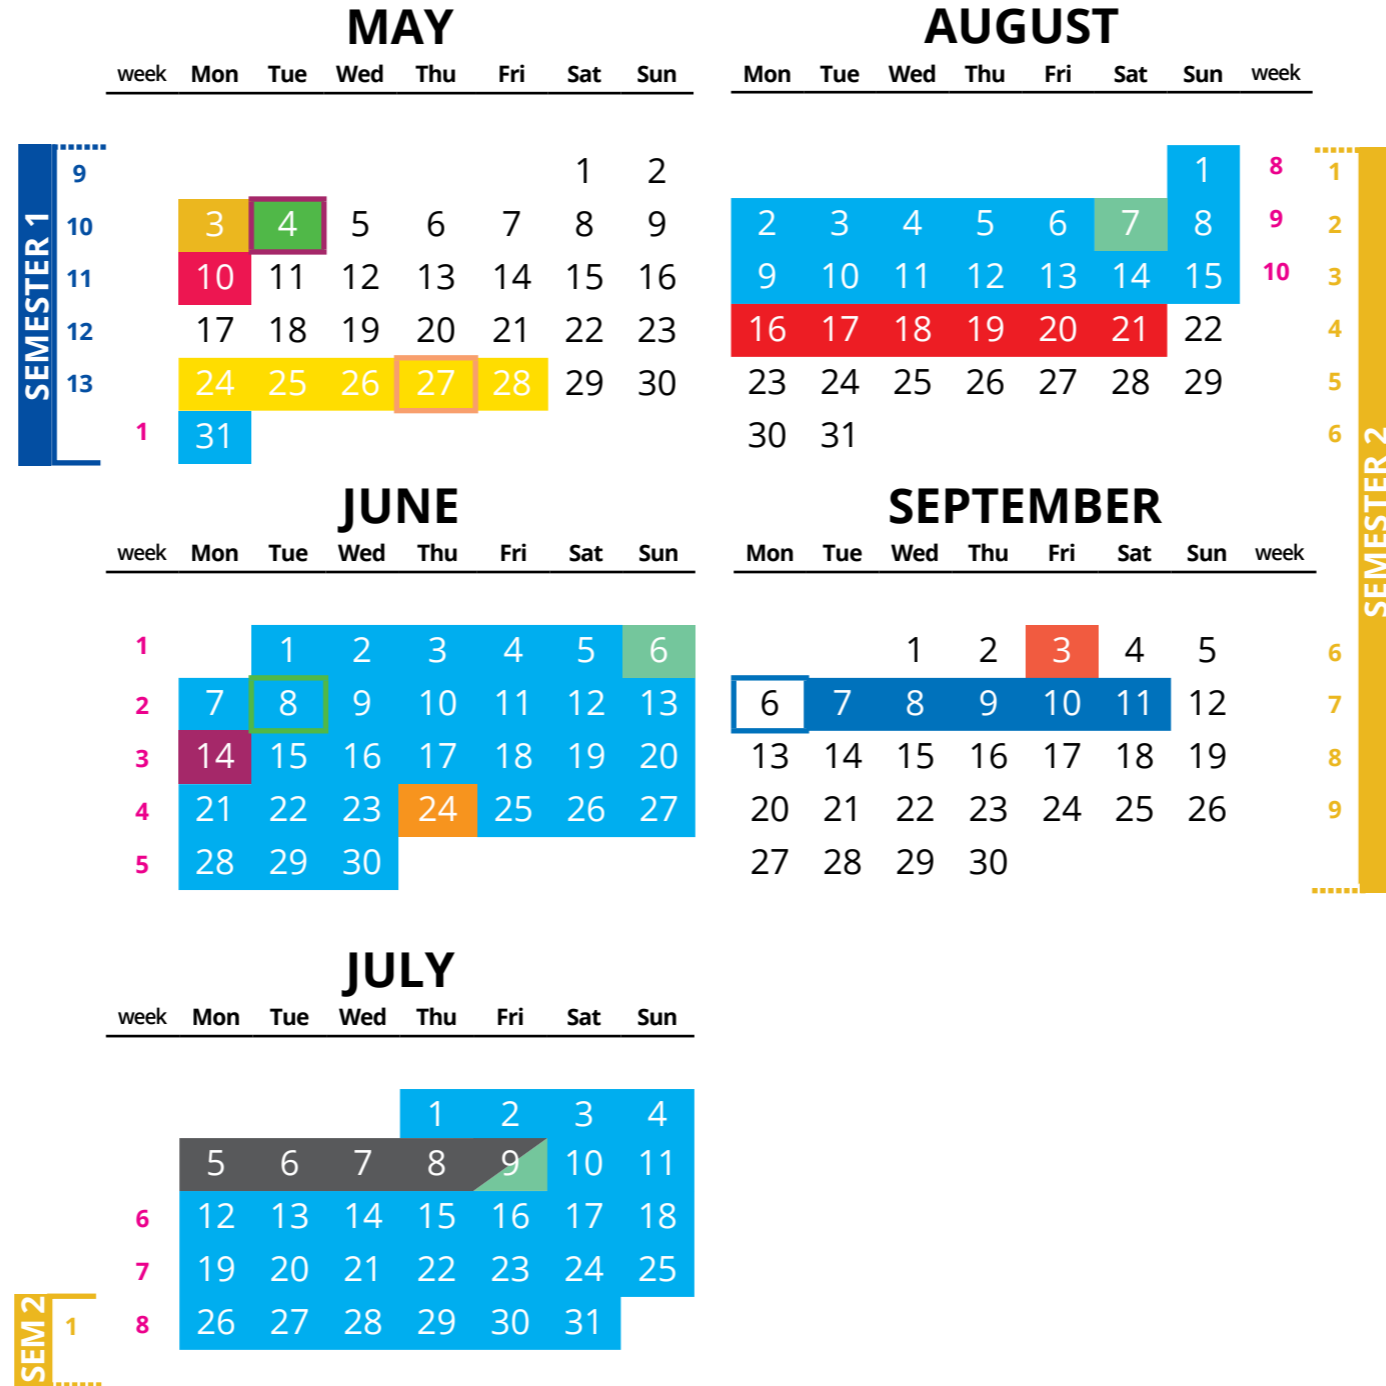 MAY
week Mon Tue Wed Thu Fri Sat Sun
SEMESTER 1
9 1 2
10 3 4 5 6 7 8 9
11 10 11 12 13 14 15 16
12 17 18 19 20 21 22 23
13 24 25 26 27 28 29 30
1 31
JUNE
week Mon Tue Wed Thu Fri Sat Sun
1 1 2 3 4 5 6
2 7 8 9 10 11 12 13
3 14 15 16 17 18 19 20
4 21 22 23 24 25 26 27
5 28 29 30
JULY
week Mon Tue Wed Thu Fri Sat Sun
1 2 3 4
5 6 7 8 9 10 11
6 12 13 14 15 16 17 18
7 19 20 21 22 23 24 25
SEM 2
1 8 26 27 28 29 30 31
AUGUST
Mon Tue Wed Thu Fri Sat Sun week
1 8 1
2 3 4 5 6 7 8 9 2
9 10 11 12 13 14 15 10 3
16 17 18 19 20 21 22 4
23 24 25 26 27 28 29 5
30 31 6
SEMESTER 2
SEPTEMBER
Mon Tue Wed Thu Fri Sat Sun week
1 2 3 4 5 6
6 7 8 9 10 11 12 7
13 14 15 16 17 18 19 8
20 21 22 23 24 25 26 9
27 28 29 30